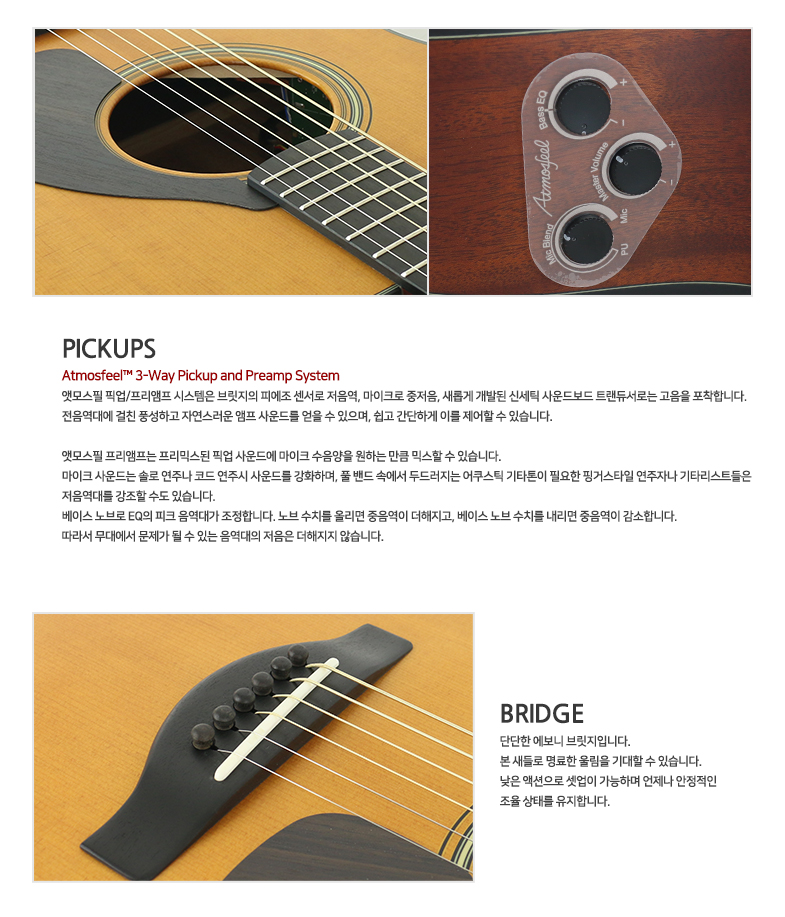 Bass EQ
+
−
Master Volume
+
−
Atmosfeel
Mic Blend
Mic
PU
PICKUPS
Atmosfeel™ 3-Way Pickup and Preamp System
앳모스필 픽업/프리앰프 시스템은 브릿지의 피에조 센서로 저음역, 마이크로 중저음, 새롭게 개발된 신세틱 사운드보드 트랜듀서로는 고음을 포착합니다.
전음역대에 걸친 풍성하고 자연스러운 앰프 사운드를 얻을 수 있으며, 쉽고 간단하게 이를 제어할 수 있습니다.
앳모스필 프리앰프는 프리믹스된 픽업 사운드에 마이크 수음양을 원하는 만큼 믹스할 수 있습니다.
마이크 사운드는 솔로 연주나 코드 연주시 사운드를 강화하며, 풀 밴드 속에서 두드러지는 어쿠스틱 기타톤이 필요한 핑거스타일 연주자나 기타리스트들은
저음역대를 강조할 수도 있습니다.
베이스 노브로 EQ의 피크 음역대가 조정합니다. 노브 수치를 올리면 중음역이 더해지고, 베이스 노브 수치를 내리면 중음역이 감소합니다.
따라서 무대에서 문제가 될 수 있는 음역대의 저음은 더해지지 않습니다.
BRIDGE
단단한 에보니 브릿지입니다.
본 새들로 명료한 울림을 기대할 수 있습니다.
낮은 액션으로 셋업이 가능하며 언제나 안정적인
조율 상태를 유지합니다.